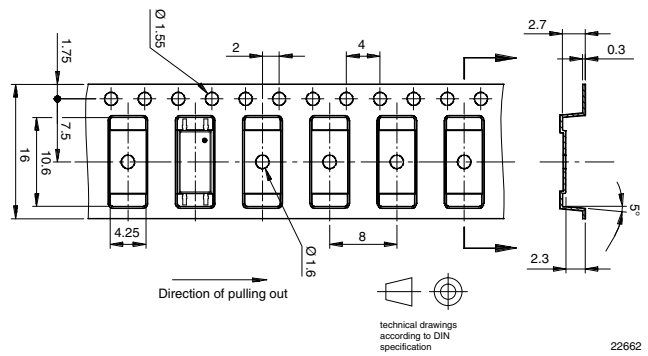 1.75
Ø 1.55
2
4
2.7
0.3
7.5
16
10.6
4.25
Ø 1.6
8
5°
2.3
Direction of pulling out
technical drawings
according to DIN
specification
22662